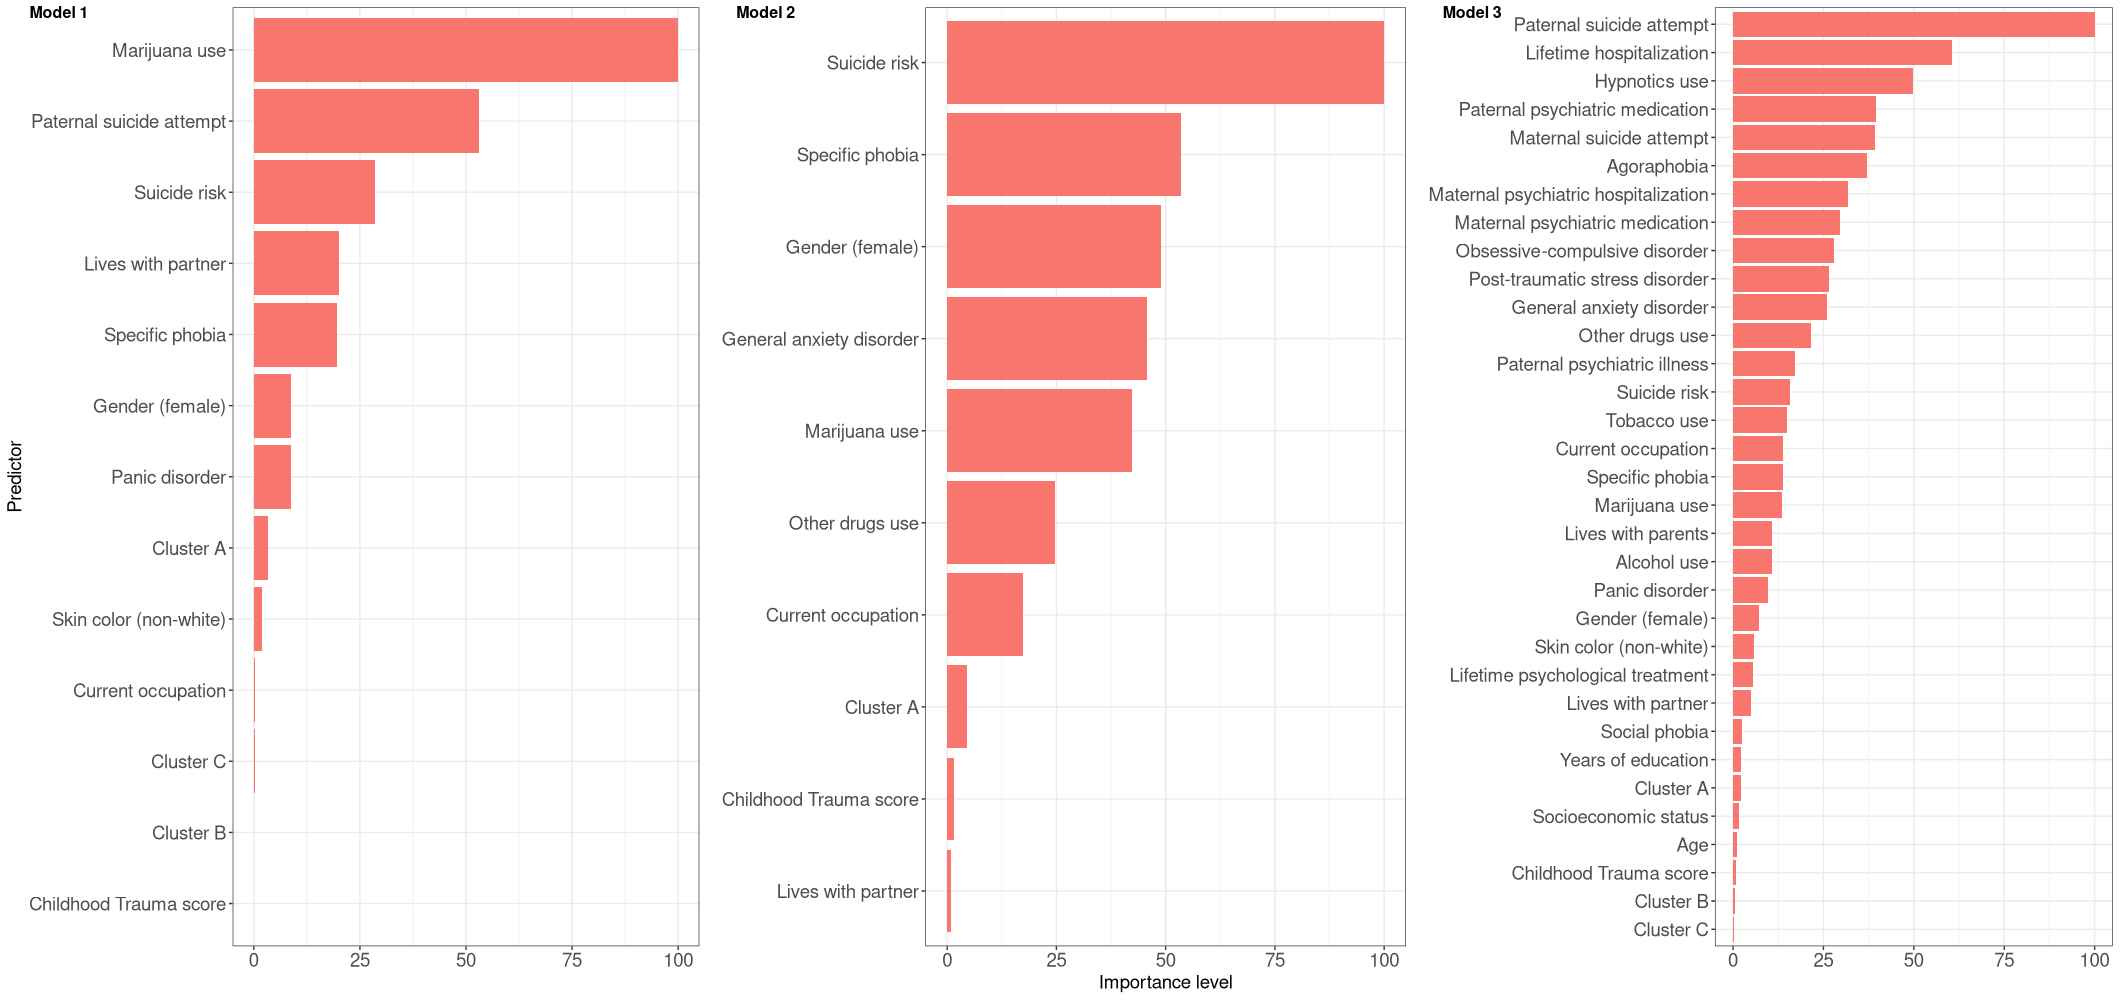 Model 1
Predictor
Marijuana use
Paternal suicide attempt
Suicide risk
Lives with partner
Specific phobia
Gender (female)
Panic disorder
Cluster A
Skin color (non-white)
Current occupation
Cluster C
Cluster B
Childhood Trauma score
0 25 50 75 100
Model 2
Suicide risk
Specific phobia
Gender (female)
General anxiety disorder
Marijuana use
Other drugs use
Current occupation
Cluster A
Childhood Trauma score
Lives with partner
0 25 50 75 100
Importance level
Model 3
Paternal suicide attempt
Lifetime hospitalization
Hypnotics use
Paternal psychiatric medication
Maternal suicide attempt
Agoraphobia
Maternal psychiatric hospitalization
Maternal psychiatric medication
Obsessive-compulsive disorder
Post-traumatic stress disorder
General anxiety disorder
Other drugs use
Paternal psychiatric illness
Suicide risk
Tobacco use
Current occupation
Specific phobia
Marijuana use
Lives with parents
Alcohol use
Panic disorder
Gender (female)
Skin color (non-white)
Lifetime psychological treatment
Lives with partner
Social phobia
Years of education
Cluster A
Socioeconomic status
Age
Childhood Trauma score
Cluster B
Cluster C
0 25 50 75 100